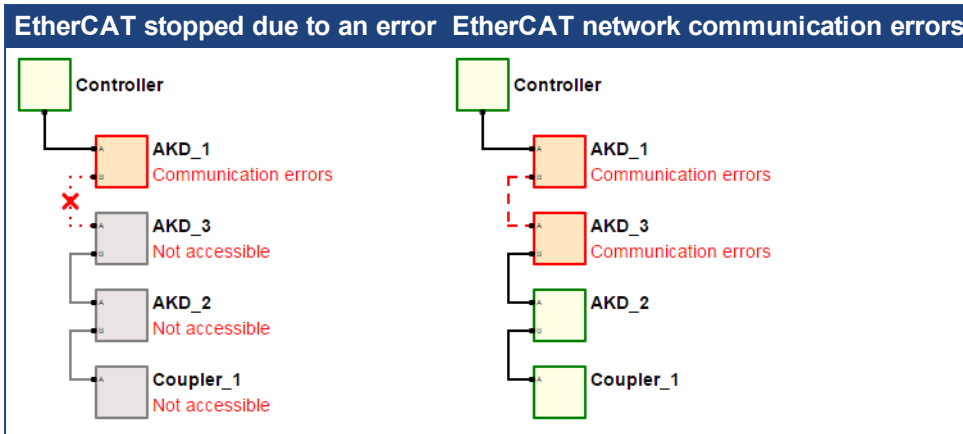 EtherCAT stopped due to an error
Controller
A
AKD_1
B
Communication errors
A
AKD_3
B
Not accessible
A
AKD_2
B
Not accessible
A
Coupler_1
Not accessible
EtherCAT network communication errors
Controller
A
AKD_1
B
Communication errors
A
AKD_3
B
Communication errors
A
AKD_2
B
A
Coupler_1